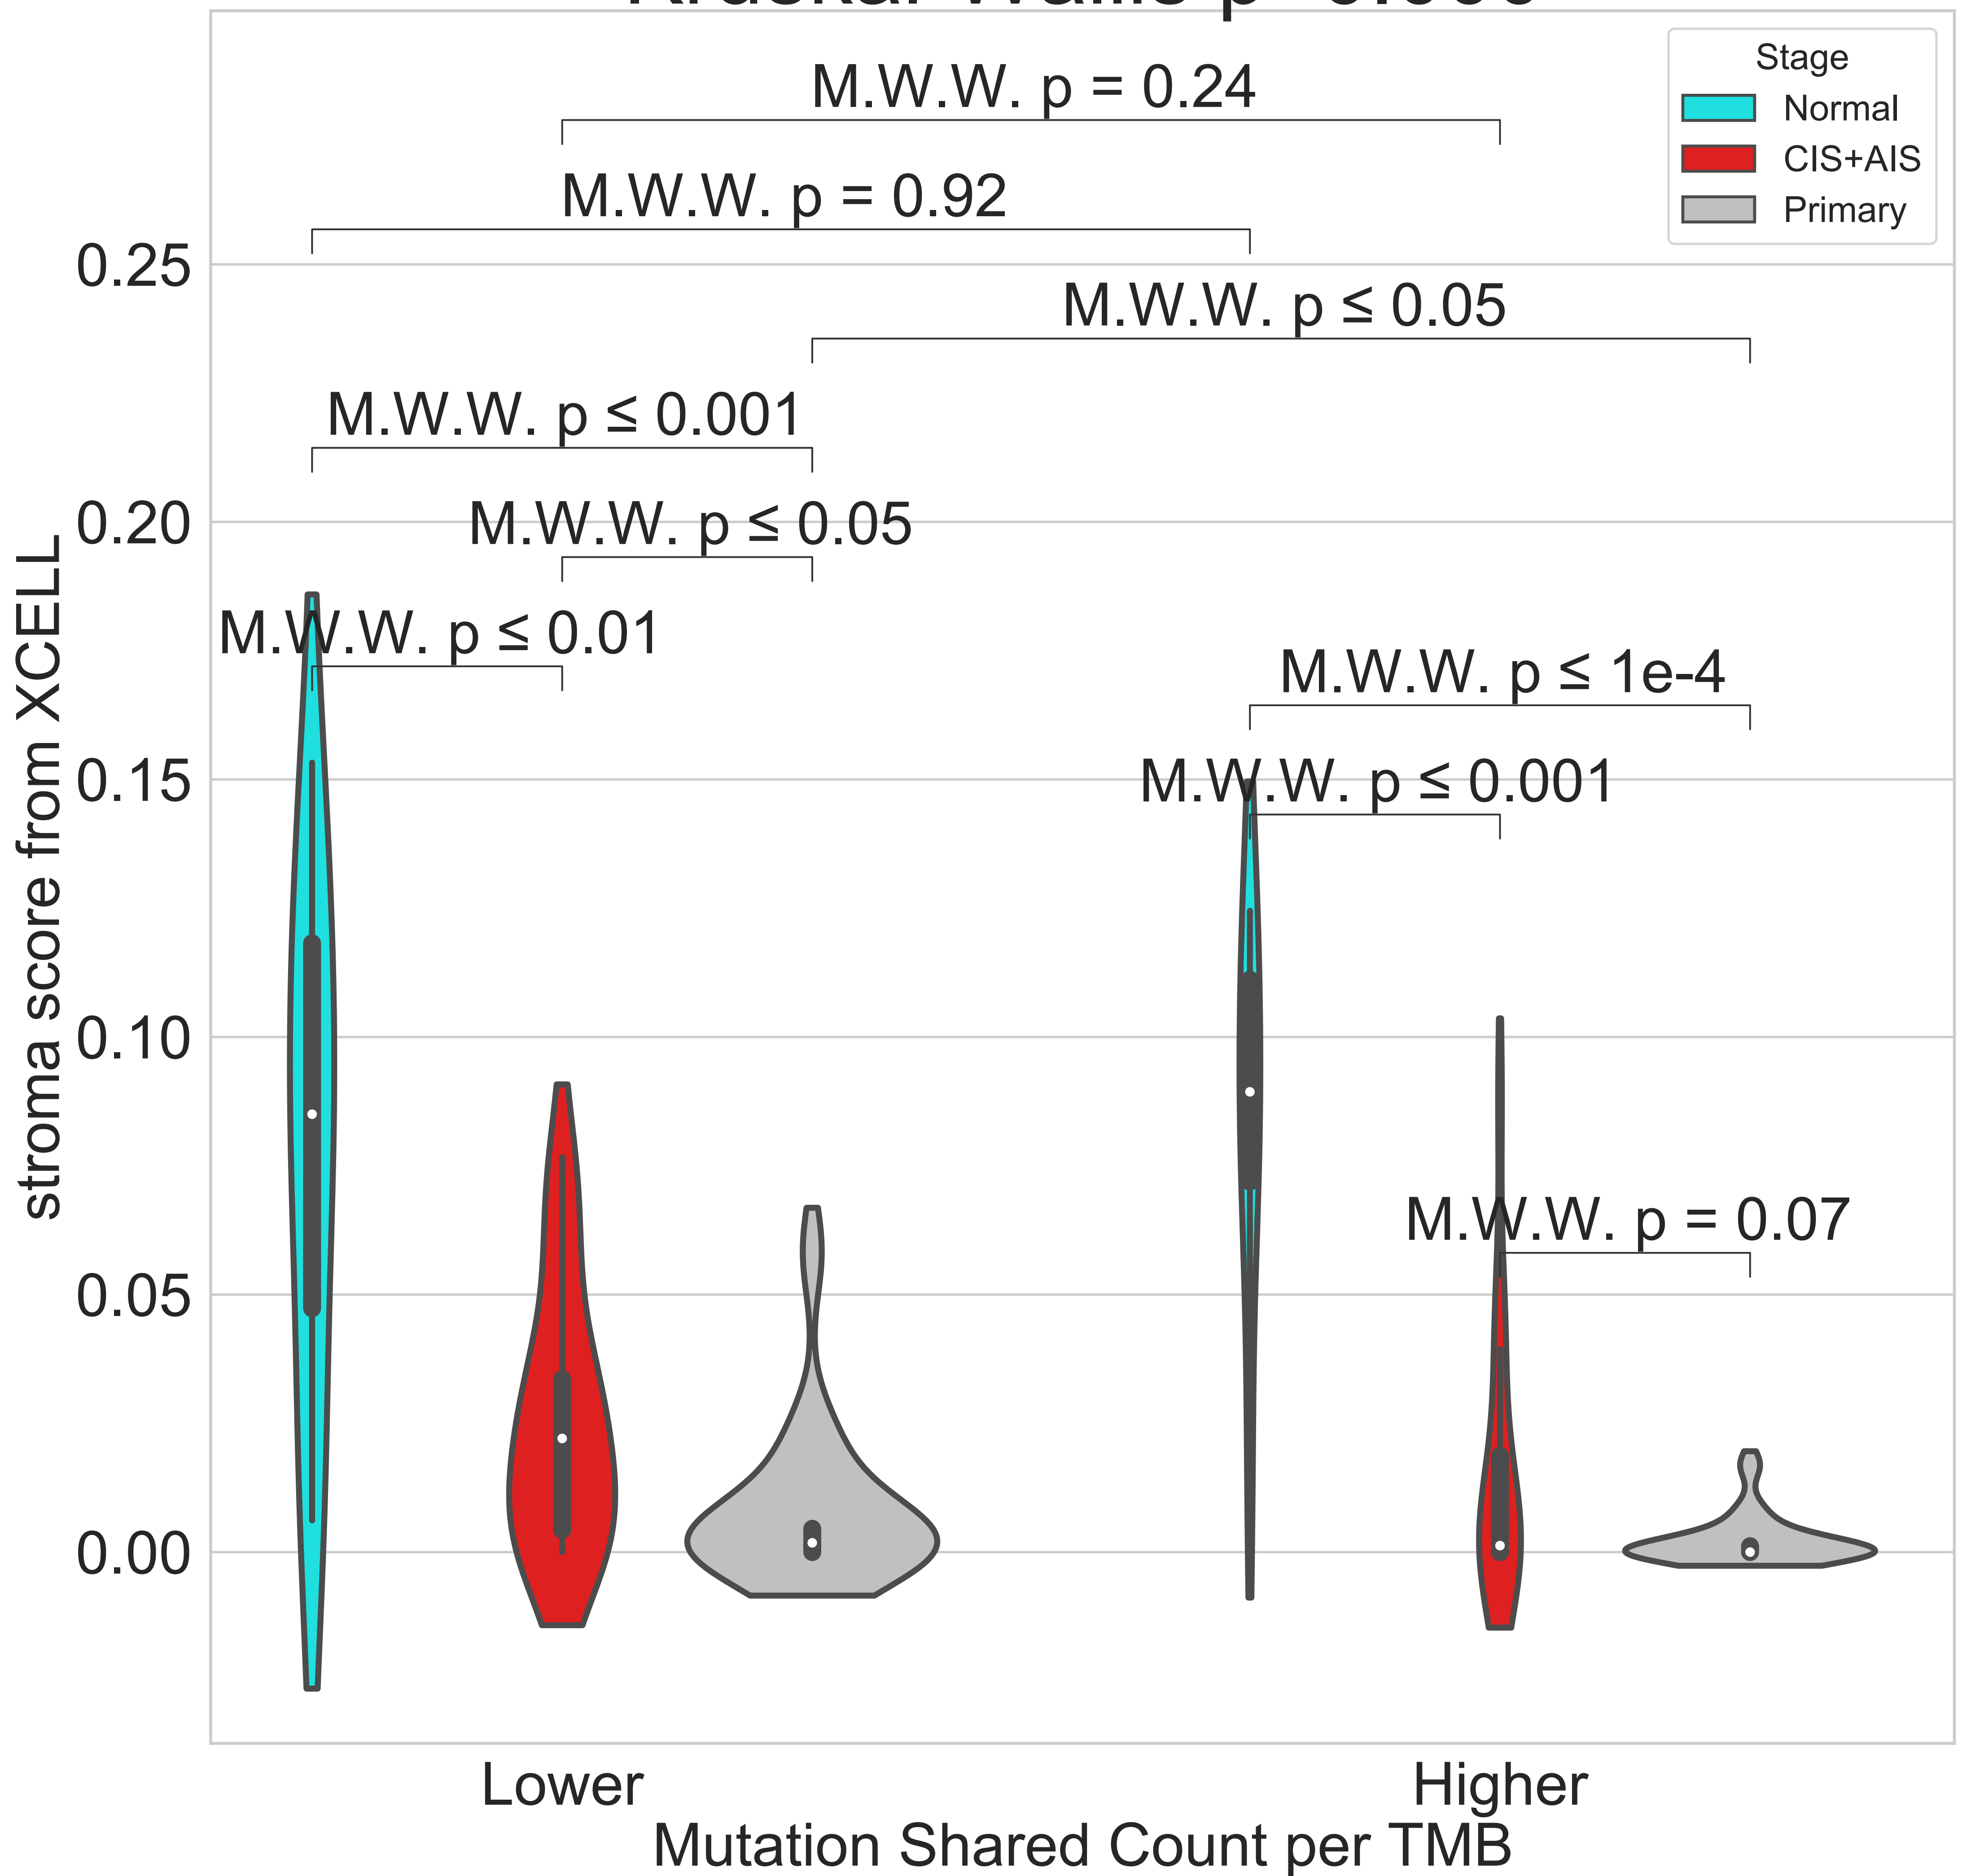 Stage
Normal
CIS+AIS
Primary
M.W.W. p = 0.24
M.W.W. p = 0.92
M.W.W. p ≤ 0.05
M.W.W. p ≤ 0.001
M.W.W. p ≤ 0.05
M.W.W. p ≤ 0.01
M.W.W. p ≤ 1e-4
M.W.W. p ≤ 0.001
M.W.W. p = 0.07
0.25
0.20
0.15
0.10
0.05
0.00
stroma score from XCELL
Lower
Higher
Mutation Shared Count per TMB